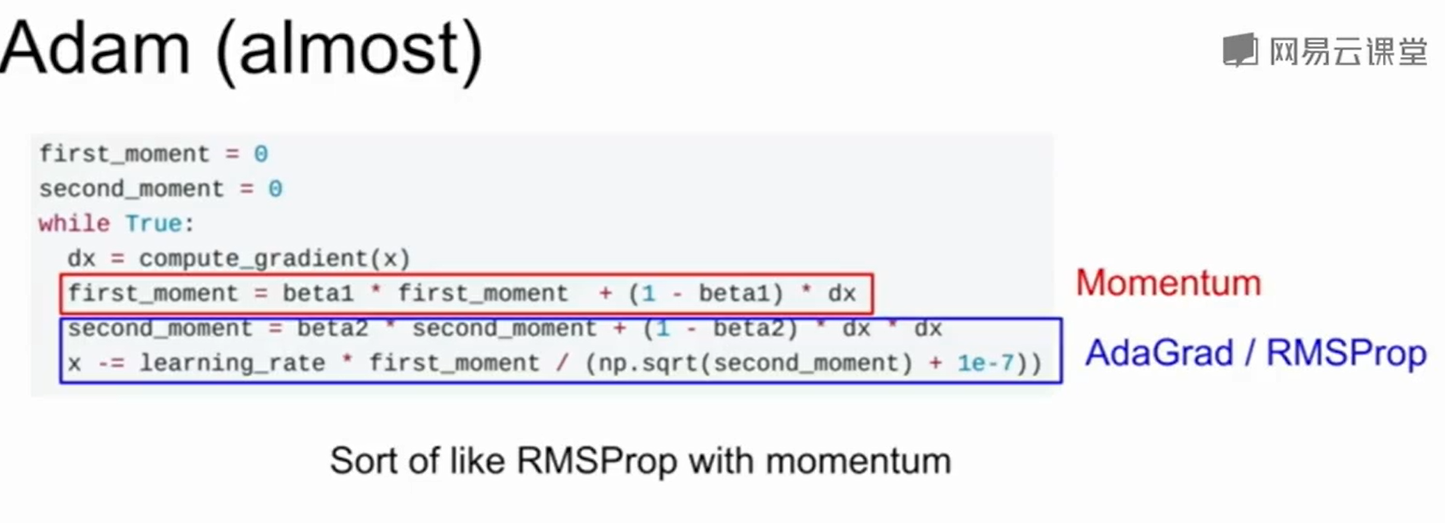 Adam (almost)
网易云课堂
first_moment = 0
second_moment = 0
while True:
dx = compute_gradient(x)
first_moment = beta1 * first_moment + (1 - beta1) * dx
Momentum
second_moment = beta2 * second_moment + (1 - beta2) * dx * dx
x -= learning_rate * first_moment / (np.sqrt(second_moment) + 1e-7))
AdaGrad / RMSProp
Sort of like RMSProp with momentum